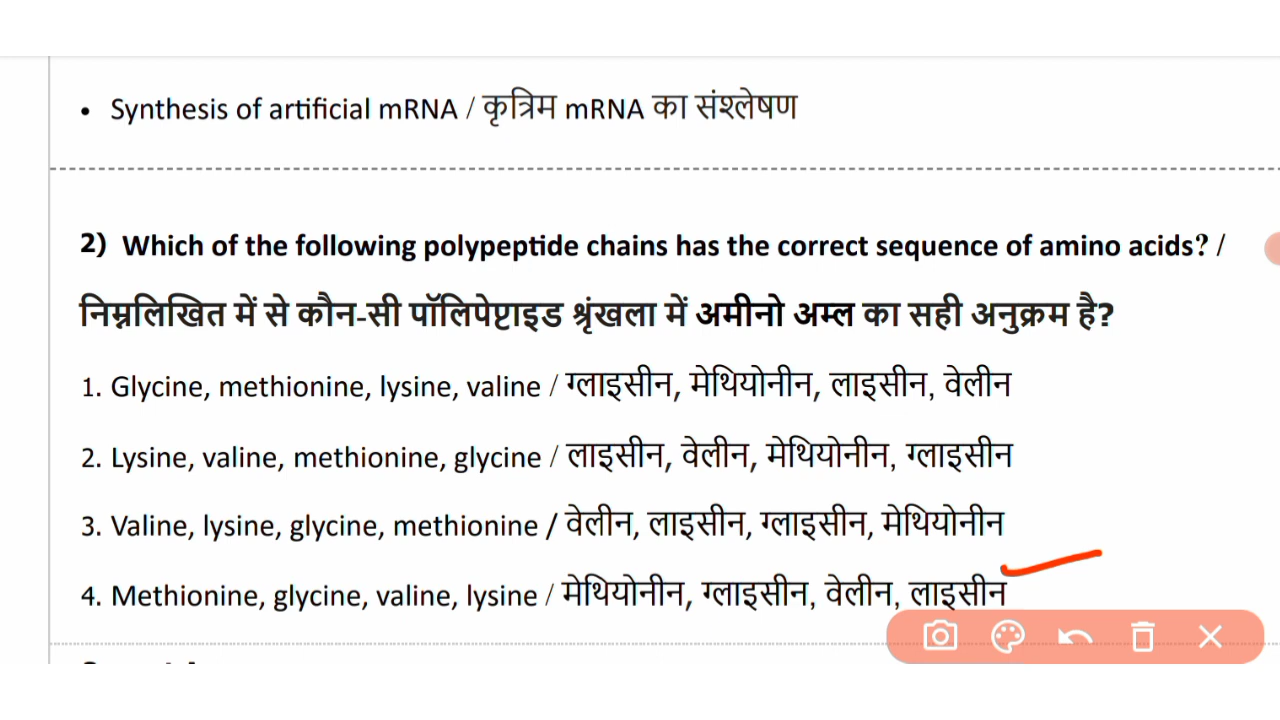 • Synthesis of artificial mRNA / कृत्रिम mRNA का संश्लेषण
2) Which of the following polypeptide chains has the correct sequence of amino acids? /
निम्नलिखित में से कौन-सी पॉलिपेप्टाइड श्रृंखला में अमीनो अम्ल का सही अनुक्रम है?
1. Glycine, methionine, lysine, valine / ग्लाइसीन, मेथियोनीन, लाइसीन, वेलीन
2. Lysine, valine, methionine, glycine / लाइसीन, वेलीन, मेथियोनीन, ग्लाइसीन
3. Valine, lysine, glycine, methionine / वेलीन, लाइसीन, ग्लाइसीन, मेथियोनीन
4. Methionine, glycine, valine, lysine / मेथियोनीन, ग्लाइसीन, वेलीन, लाइसीन